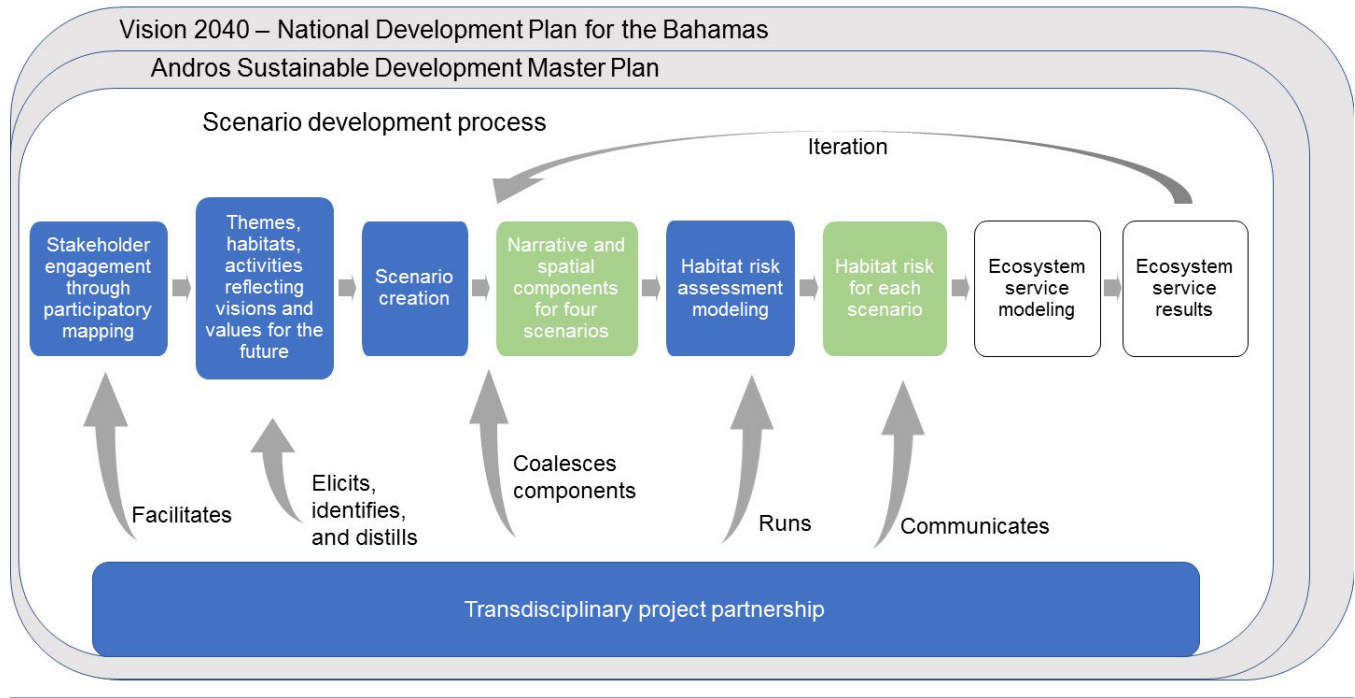 Vision 2040 – National Development Plan for the Bahamas
Andros Sustainable Development Master Plan
Scenario development process
Iteration
Stakeholder
engagement
through
participatory
mapping
Themes,
habitats,
activities
reflecting
visions and
values for the
future
Scenario
creation
Narrative and
spatial
components
for four
scenarios
Habitat risk
assessment
modeling
Habitat risk
for each
scenario
Ecosystem
service
modeling
Ecosystem
service
results
Facilitates
Elicits,
identifies,
and distills
Coalesces
components
Runs
Communicates
Transdisciplinary project partnership